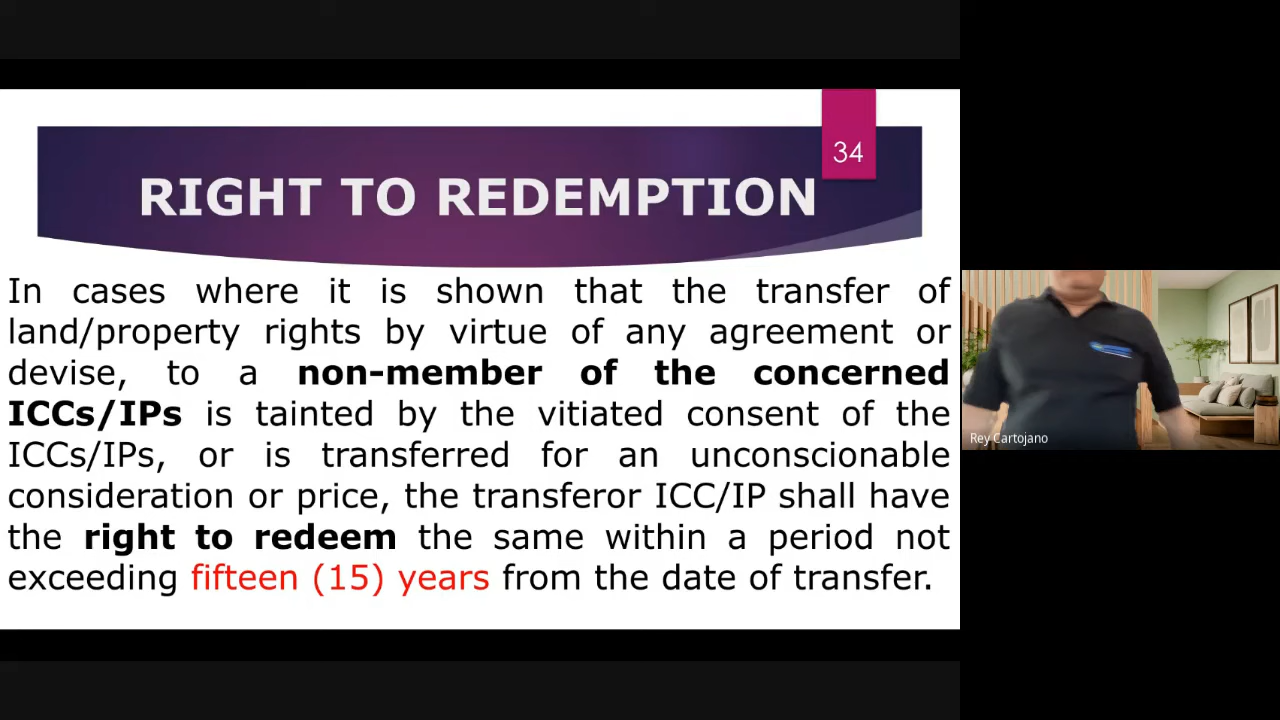 34
RIGHT TO REDEMPTION
In cases where it is shown that the transfer of
land/property rights by virtue of any agreement or
devise, to a non-member of the concerned
ICCs/IPs is tainted by the vitiated consent of the
ICCs/IPs, or is transferred for an unconscionable
consideration or price, the transferor ICC/IP shall have
the right to redeem the same within a period not
exceeding fifteen (15) years from the date of transfer.
Rey Cartojano